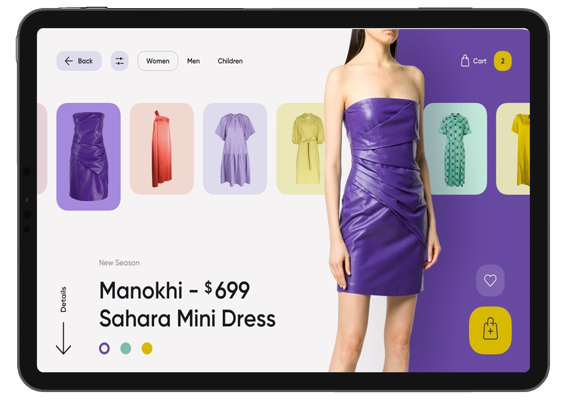 Back
Women
Men
Children
Cart
2
New Season
Manokhi - $699
Sahara Mini Dress
Details